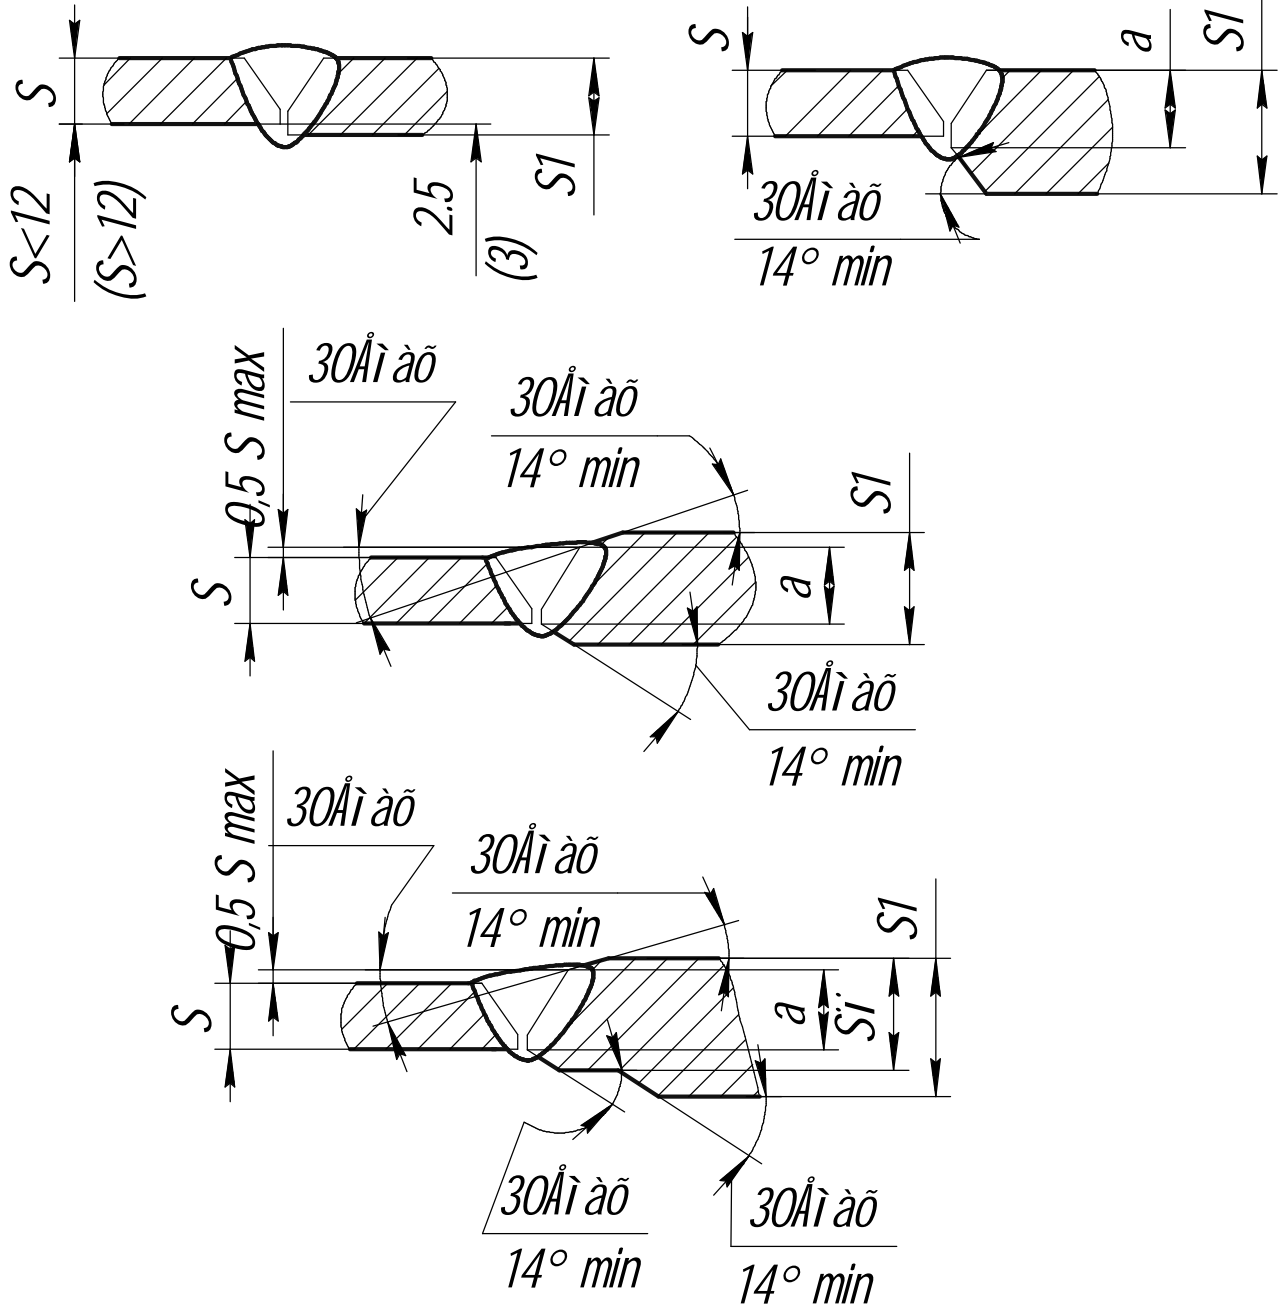 S
S<12
(S>12)
2.5
(3)
S1
S
a
S1
30Åì àõ
14° min
0,5 S max
S
30Åì àõ
30Åì àõ
14° min
S1
a
30Åì àõ
14° min
0,5 S max
S
30Åì àõ
30Åì àõ
14° min
S1
a
Sï
30Åì àõ
14° min
30Åì àõ
14° min